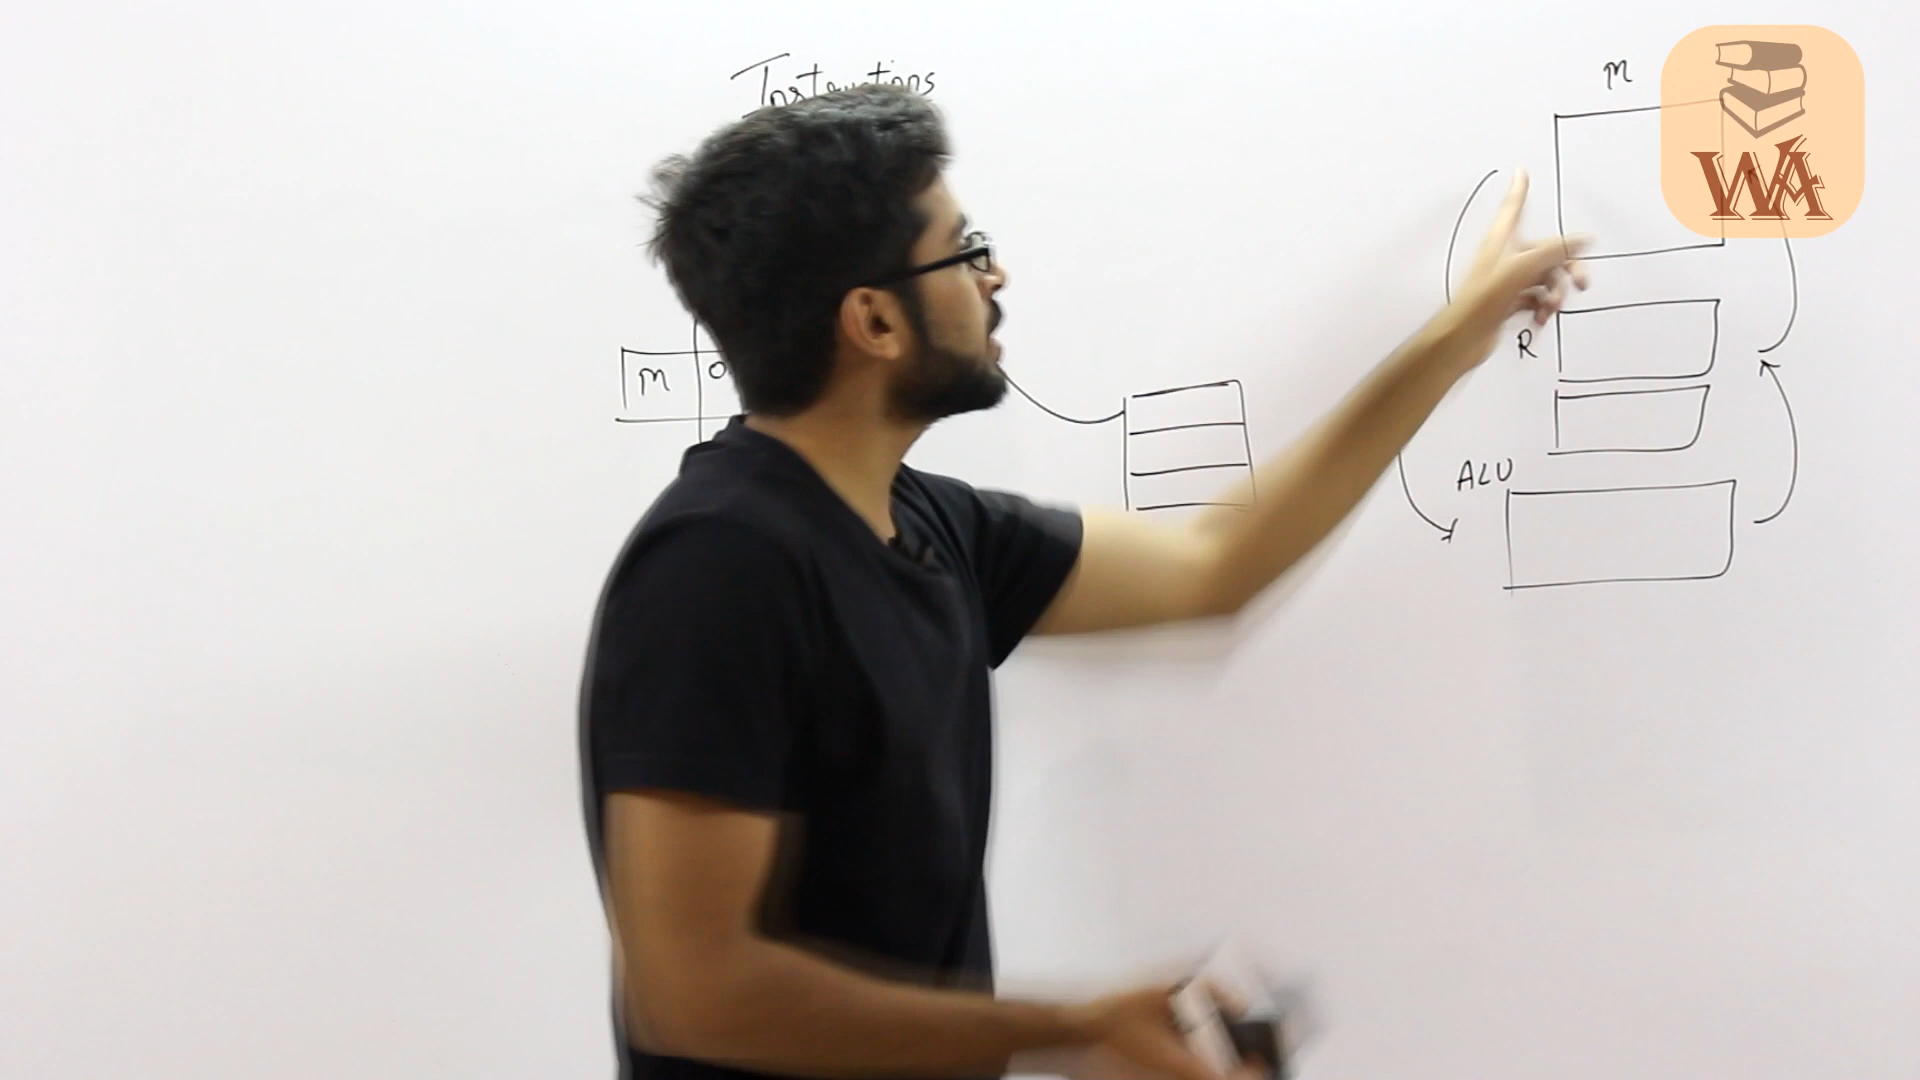 Instructions
M
WA
R
M O
ALU